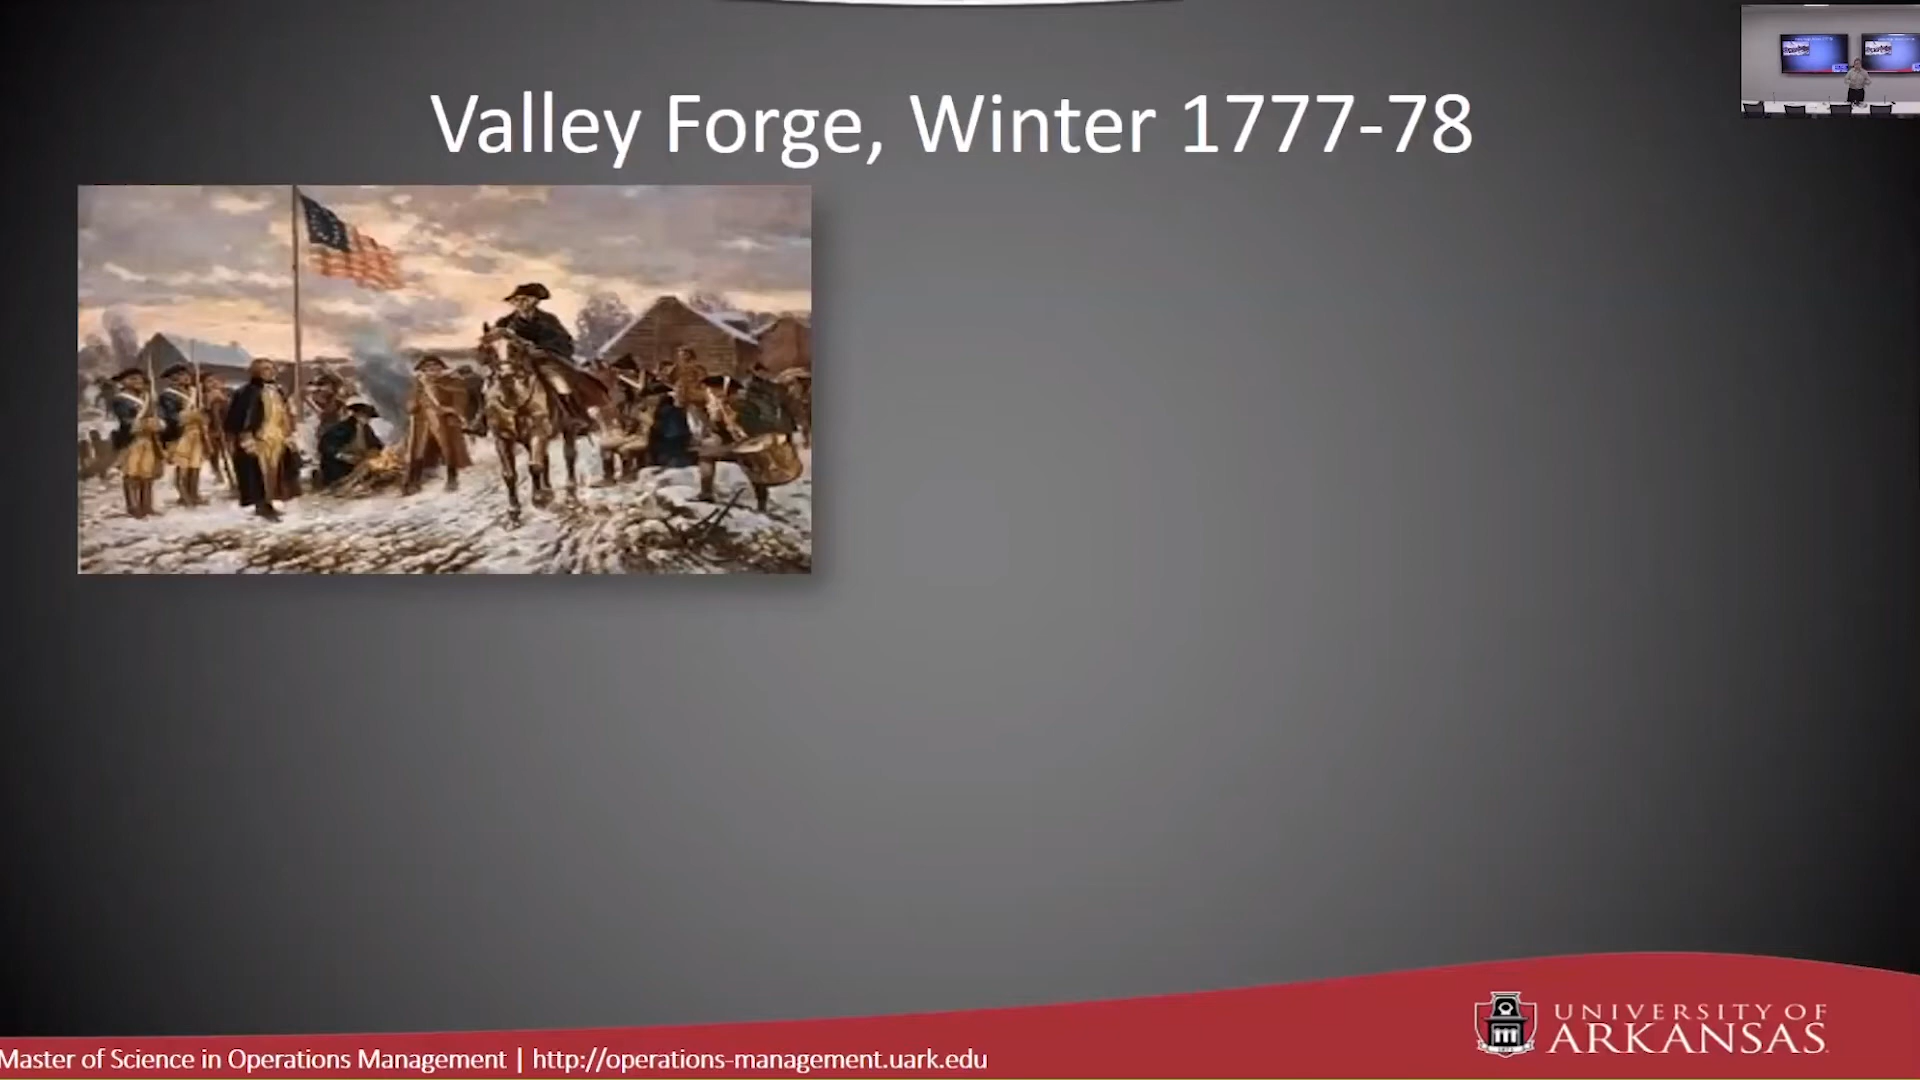 Valley Forge, Winter 1777-78
Master of Science in Operations Management | http://operations-management.uark.edu
UNIVERSITY OF
ARKANSAS